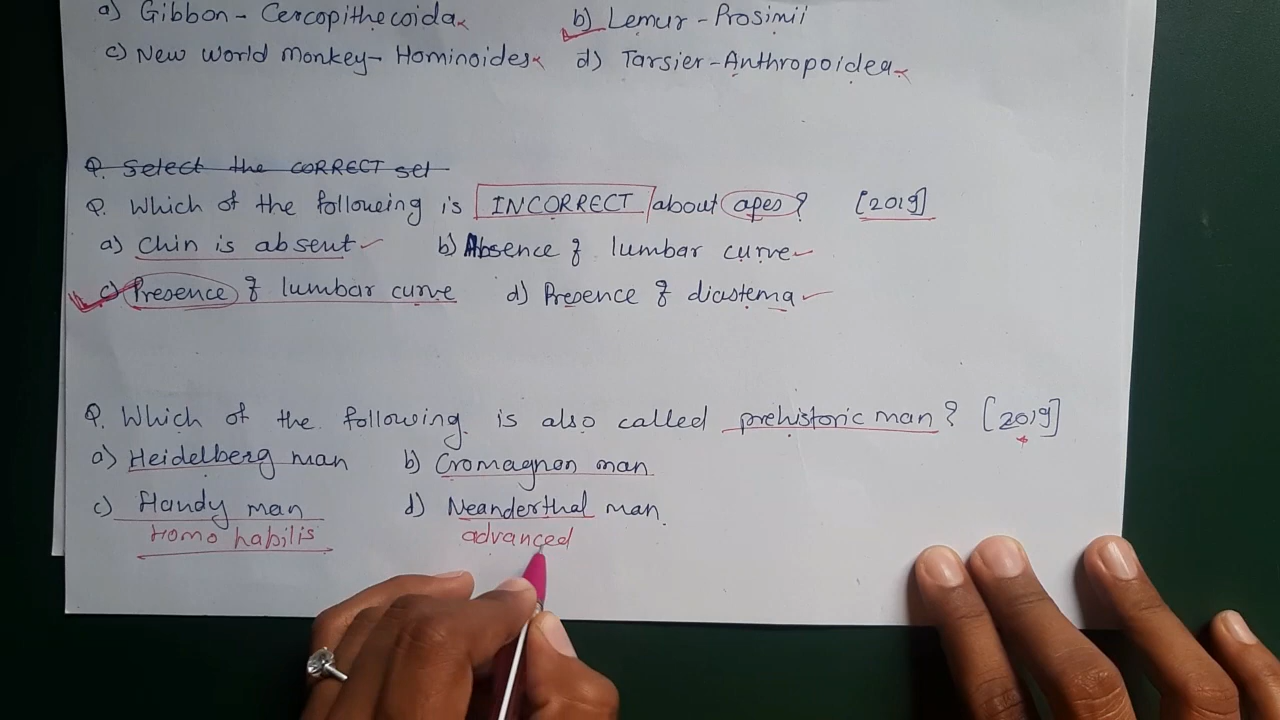 a) Gibbon - Cercopithecoida
b) Lemur - Prosimii
c) New World Monkey - Hominoides
d) Tarsier - Anthropoidea
Q. Select the CORRECT set
Q. Which of the following is INCORRECT about apes? [2019]
a) Chin is absent
b) Absence of lumbar curve
c) Presence of lumbar curve
d) Presence of diastema
Q. Which of the following is also called prehistoric man? [2019]
a) Heidelberg man
b) Cromagnon man
c) Handy man
d) Neanderthal man.
Homo habilis
advanced